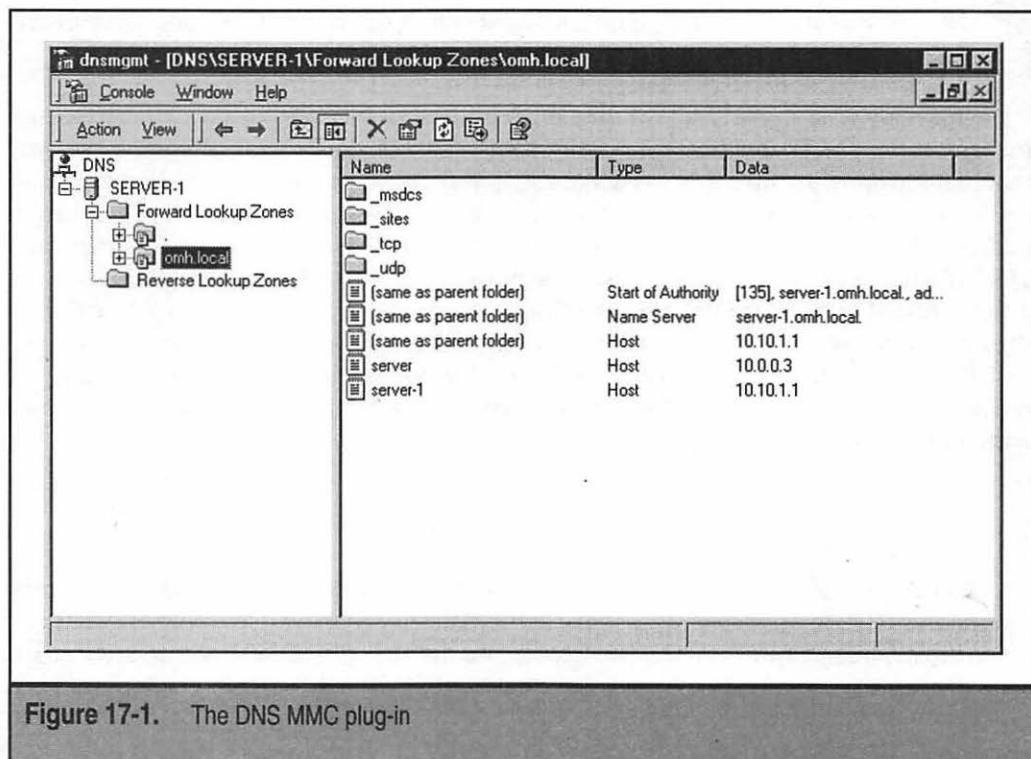 dnsmgmt - [DNS\SERVER-1\Forward Lookup Zones\omh.local]
Console Window Help
Action View
DNS
SERVER-1
Forward Lookup Zones
.
omh.local
Reverse Lookup Zones
Name Type Data
_msdcs
_sites
_tcp
_udp
(same as parent folder) Start of Authority [135], server-1.omh.local., ad...
(same as parent folder) Name Server server-1.omh.local.
(same as parent folder) Host 10.10.1.1
server Host 10.0.0.3
server-1 Host 10.10.1.1
Figure 17-1. The DNS MMC plug-in